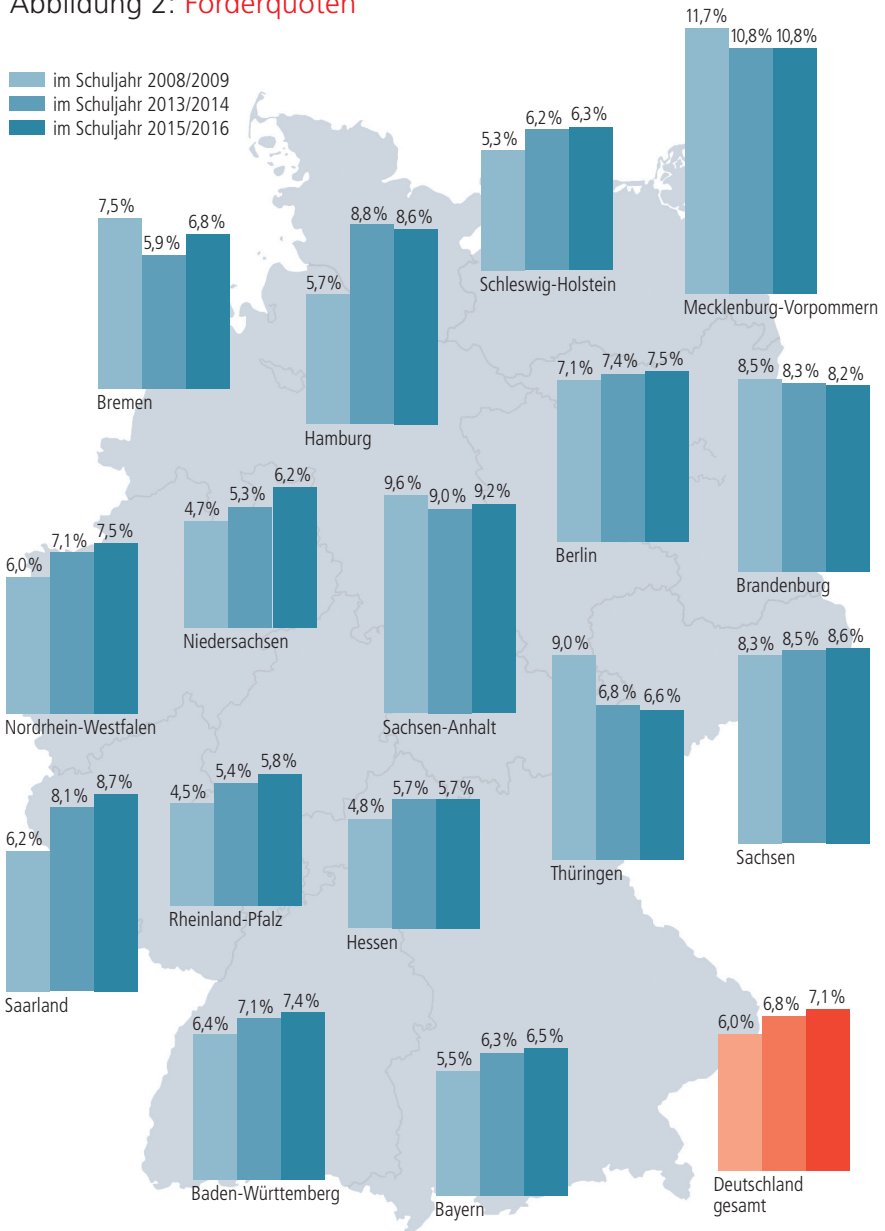 Abbildung 2: Förderquoten
im Schuljahr 2008/2009
im Schuljahr 2013/2014
im Schuljahr 2015/2016
11,7%
10,8%
10,8%
Mecklenburg-Vorpommern
5,3%
6,2%
6,3%
Schleswig-Holstein
7,5%
5,9%
6,8%
Bremen
5,7%
8,8%
8,6%
Hamburg
7,1%
7,4%
7,5%
Berlin
8,5%
8,3%
8,2%
Brandenburg
6,0%
7,1%
7,5%
Nordrhein-Westfalen
4,7%
5,3%
6,2%
Niedersachsen
9,6%
9,0%
9,2%
Sachsen-Anhalt
9,0%
6,8%
6,6%
Thüringen
8,3%
8,5%
8,6%
Sachsen
6,2%
8,1%
8,7%
Saarland
4,5%
5,4%
5,8%
Rheinland-Pfalz
4,8%
5,7%
5,7%
Hessen
6,4%
7,1%
7,4%
Baden-Württemberg
5,5%
6,3%
6,5%
Bayern
6,0%
6,8%
7,1%
Deutschland
gesamt